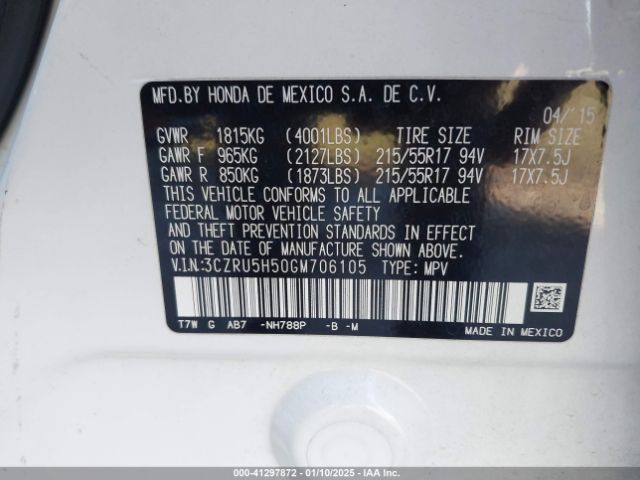 MFD.BY HONDA DE MEXICO S.A. DE C.V.
04/'15
GVWR 1815KG (4001LBS) TIRE SIZE RIM SIZE
GAWR F 965KG (2127LBS) 215/55R17 94V 17X7.5J
GAWR R 850KG (1873LBS) 215/55R17 94V 17X7.5J
THIS VEHICLE CONFORMS TO ALL APPLICABLE
FEDERAL MOTOR VEHICLE SAFETY
AND THEFT PREVENTION STANDARDS IN EFFECT
ON THE DATE OF MANUFACTURE SHOWN ABOVE.
V.I.N:3CZRU5H50GM706105 TYPE: MPV
T7W G AB7 -NH788P -B -M
MADE IN MEXICO
000-41297872 - 01/10/2025 - IAA Inc.